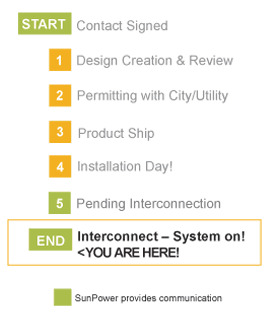 START Contact Signed
1 Design Creation & Review
2 Permitting with City/Utility
3 Product Ship
4 Installation Day!
5 Pending Interconnection
END Interconnect – System on!
<YOU ARE HERE!
SunPower provides communication